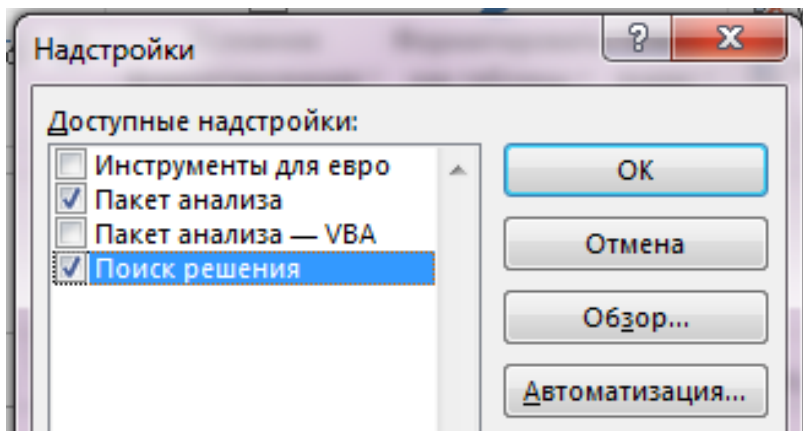 Надстройки
Доступные надстройки:
Инструменты для евро
Пакет анализа
Пакет анализа — VBA
Поиск решения
ОК
Отмена
Обзор...
Автоматизация...